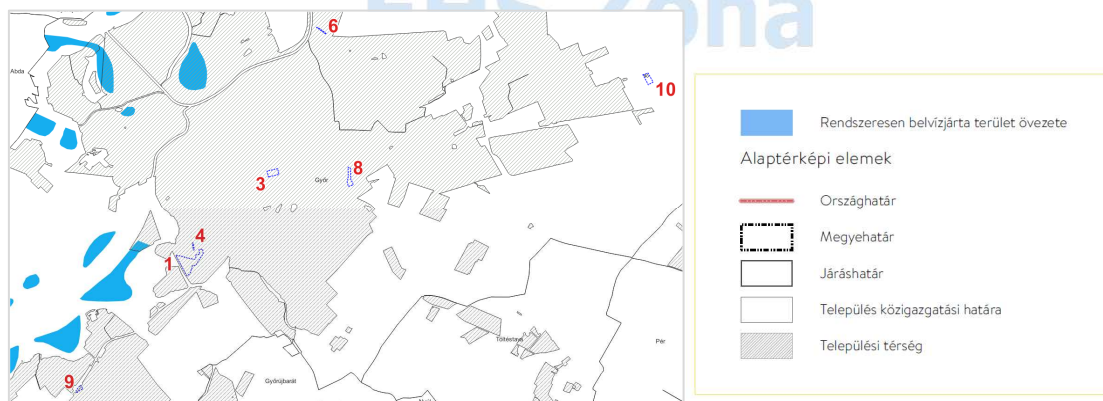 6
Abda
10
Rendszeresen belvízjárta terület övezete
Alaptérképi elemek
8
3
Győr
Országhatár
4
Megyehatár
1
Járáshatár
Település közigazgatási határa
Töltéstava
Pér
Települési térség
9
Győrújbarát